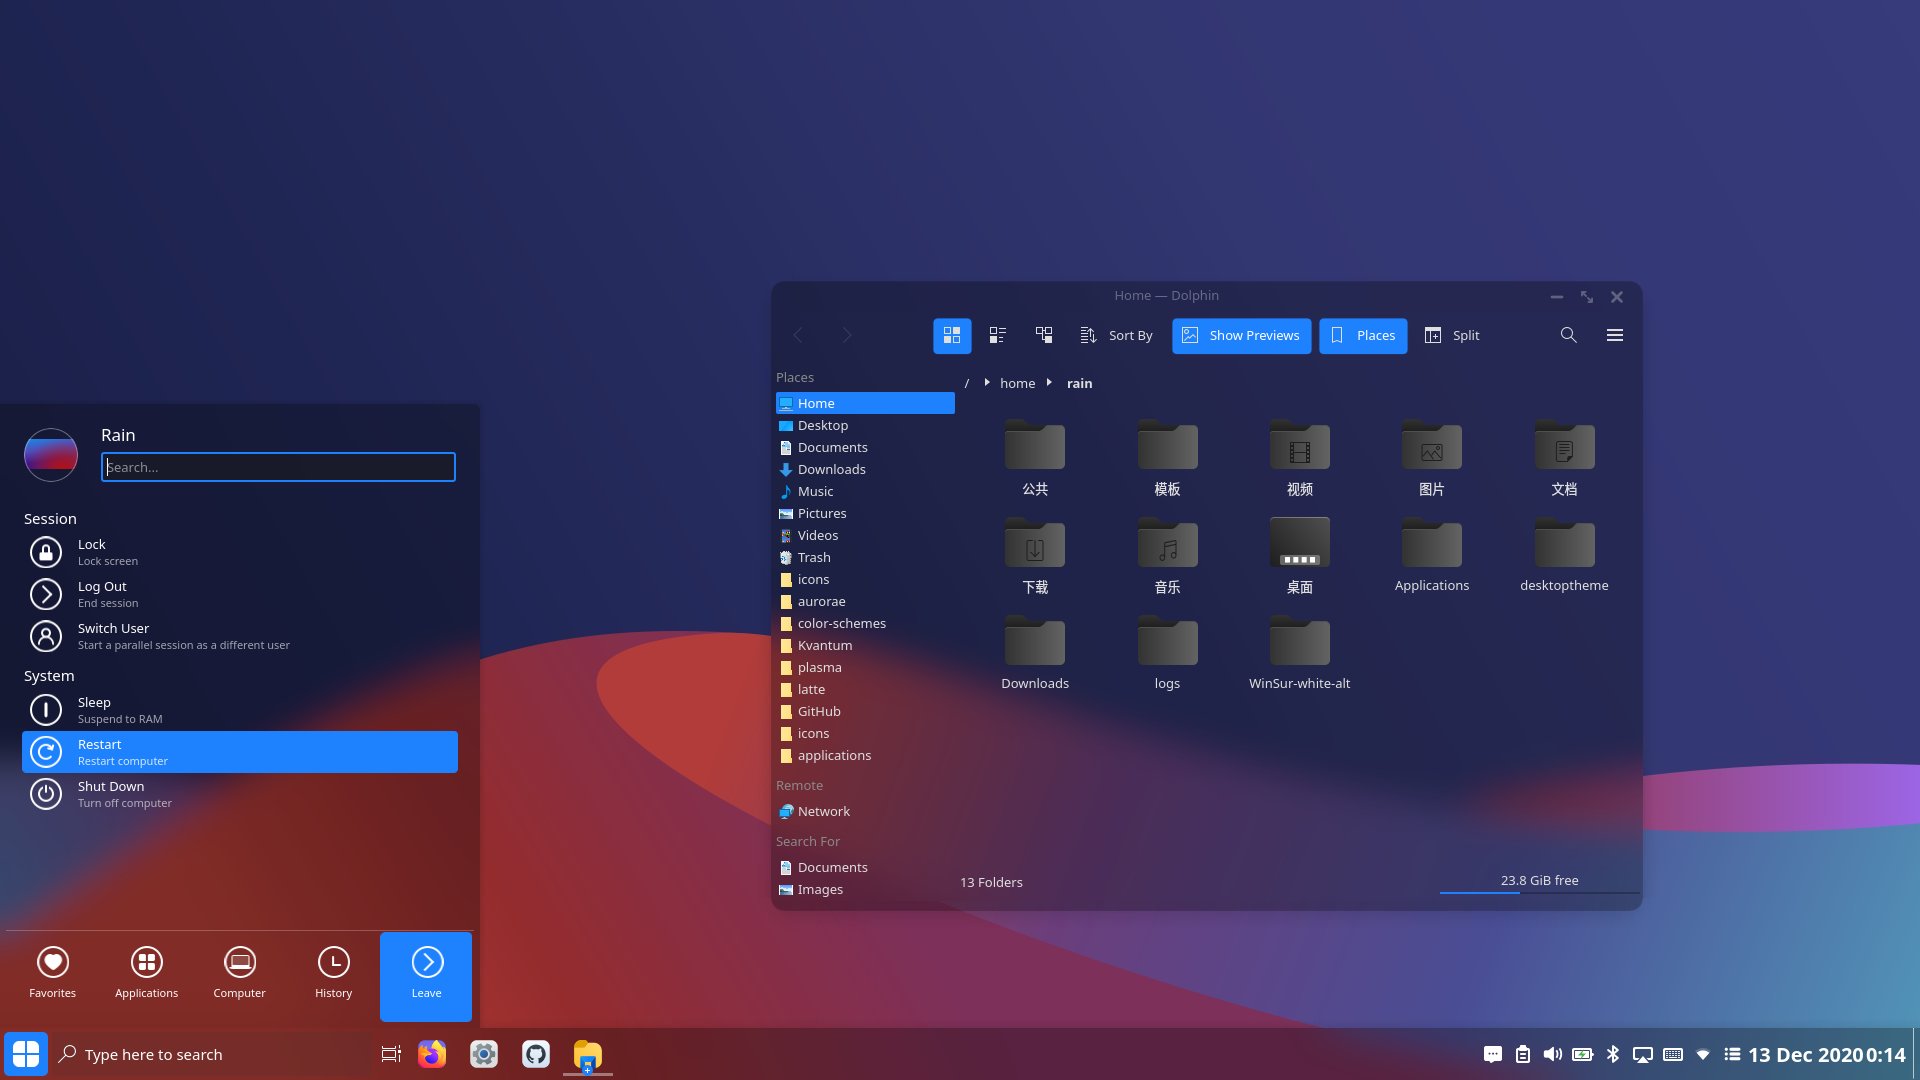 Home — Dolphin
Sort By
Show Previews
Places
Split
Places
Home
Desktop
Documents
Downloads
Music
Pictures
Videos
Trash
icons
aurorae
color-schemes
Kvantum
plasma
latte
GitHub
icons
applications
Remote
Network
Search For
Documents
Images
/ home rain
公共 模板 视频 图片 文档
下载 音乐 桌面 Applications desktoptheme
Downloads logs WinSur-white-alt
13 Folders
23.8 GiB free
Rain
Search...
Session
Lock
Lock screen
Log Out
End session
Switch User
Start a parallel session as a different user
System
Sleep
Suspend to RAM
Restart
Restart computer
Shut Down
Turn off computer
Favorites Applications Computer History Leave
Type here to search
13 Dec 2020 0:14